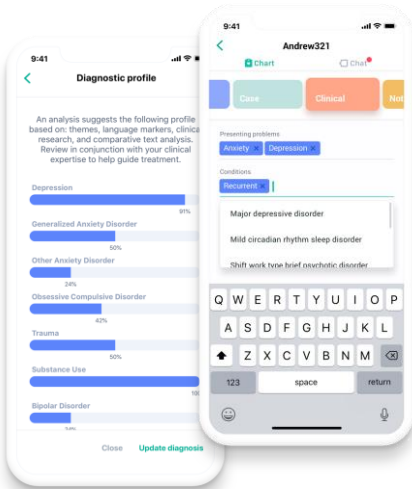 9:41
Diagnostic profile
An analysis suggests the following profile
based on: themes, language markers, clinica
research, and comparative text analysis.
Review in conjunction with your clinical
expertise to help guide treatment.
Depression
91%
Generalized Anxiety Disorder
50%
Other Anxiety Disorder
24%
Obsessive Compulsive Disorder
42%
Trauma
50%
Substance Use
100
Bipolar Disorder
24%
Close Update diagnosis
9:41
Andrew321
Chart Chat
Case Clinical Not
Presenting problems
Anxiety × Depression ×
Conditions
Recurrent ×
Major depressive disorder
Mild circadian rhythm sleep disorder
Shift work type brief psychotic disorder
Q W E R T Y U I O P
A S D F G H J K L
Z X C V B N M
123 space return